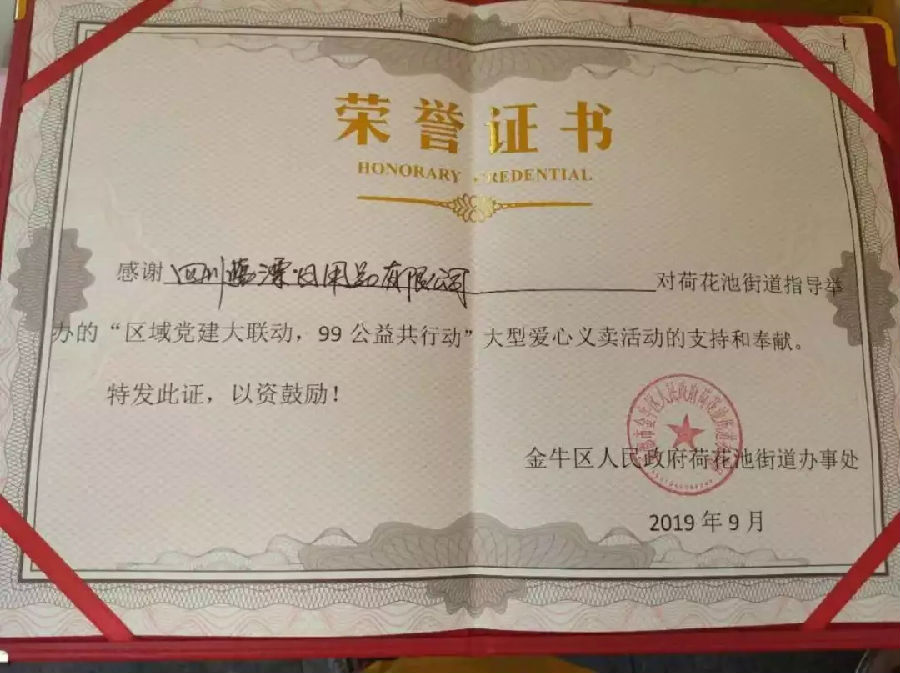 荣誉证书
HONORARY CREDENTIAL
感谢 四川 日用品有限公司 对荷花池街道指导举
办的“区域党建大联动，99公益共行动”大型爱心义卖活动的支持和奉献。
特发此证，以资鼓励！
金牛区人民政府荷花池街道办事处
2019年9月